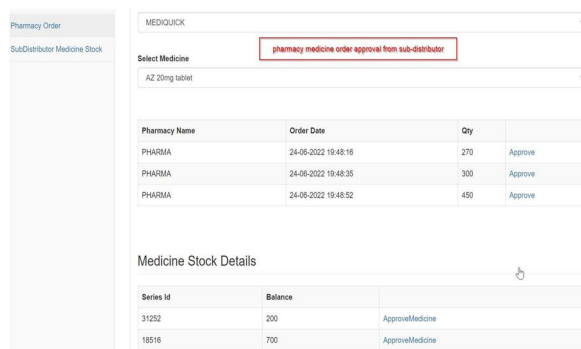 Pharmacy Order
MEDIQUICK
SubDistributor Medicine Stock
pharmacy medicine order approval from sub-distributor
Select Medicine
AZ 20mg tablet
Pharmacy Name Order Date Qty
PHARMA 24-06-2022 19:48:16 270 Approve
PHARMA 24-06-2022 19:48:35 300 Approve
PHARMA 24-06-2022 19:48:52 450 Approve
Medicine Stock Details
Series Id Balance
31252 200 ApproveMedicine
18516 700 ApproveMedicine